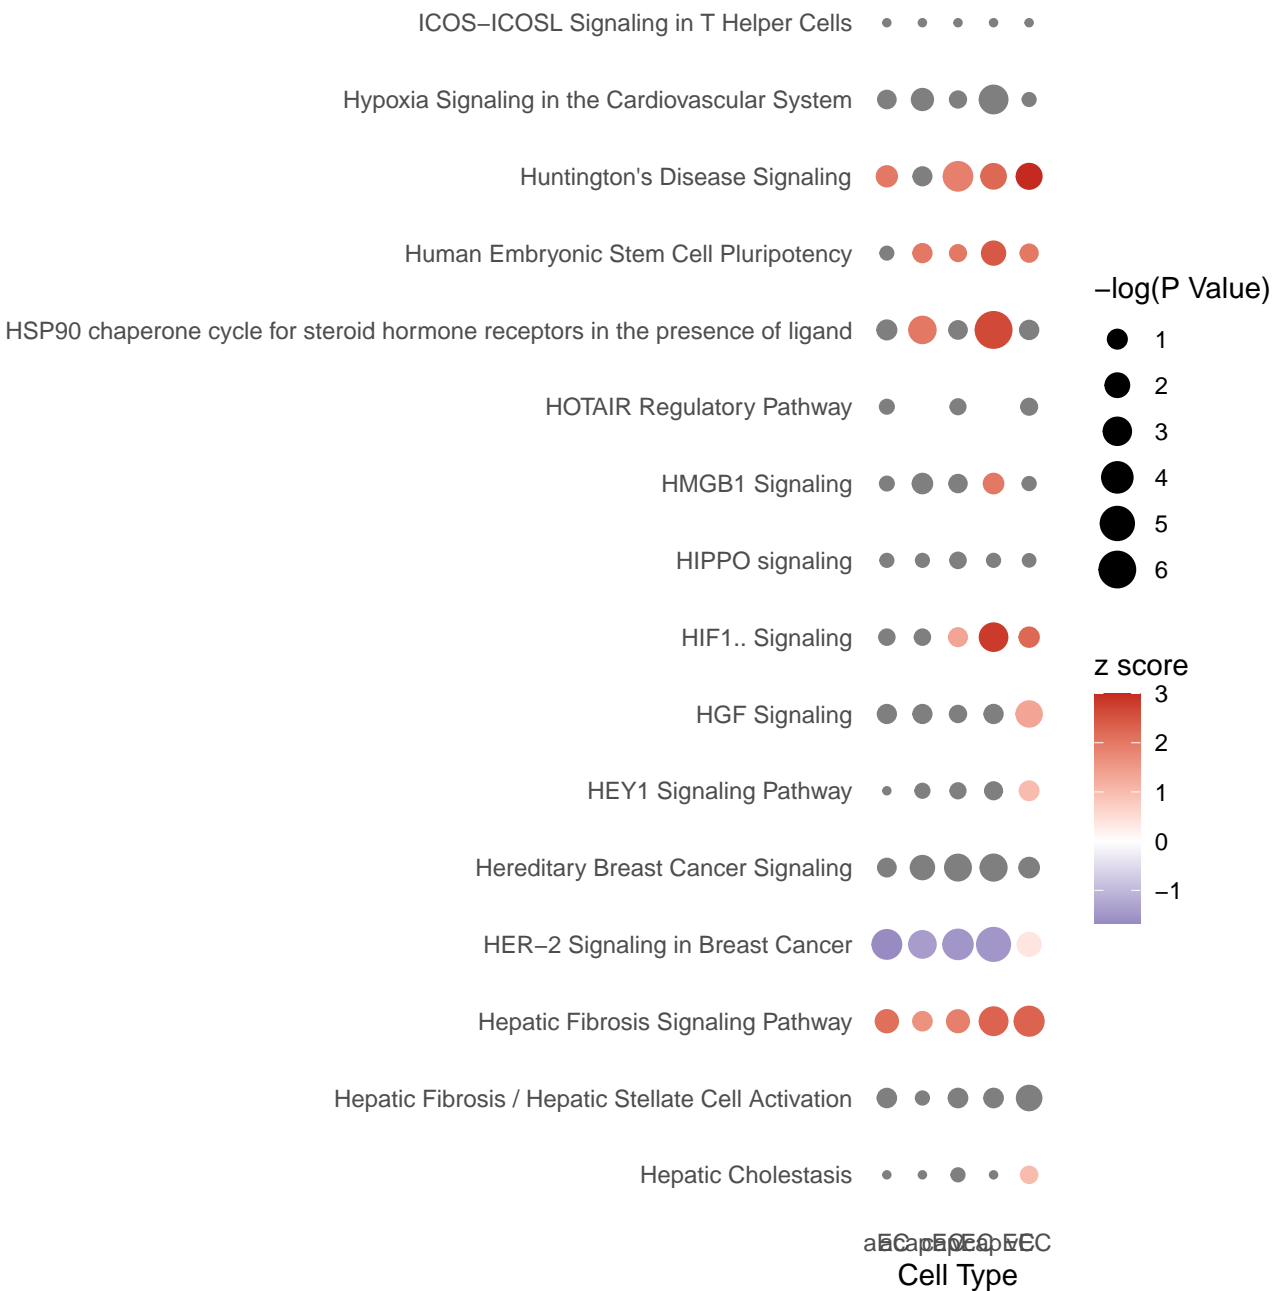 ICOS−ICOSL Signaling in T Helper Cells
Hypoxia Signaling in the Cardiovascular System
Huntington's Disease Signaling
Human Embryonic Stem Cell Pluripotency
HSP90 chaperone cycle for steroid hormone receptors in the presence of ligand
HOTAIR Regulatory Pathway
HMGB1 Signaling
HIPPO signaling
HIF1.. Signaling
HGF Signaling
HEY1 Signaling Pathway
Hereditary Breast Cancer Signaling
HER−2 Signaling in Breast Cancer
Hepatic Fibrosis Signaling Pathway
Hepatic Fibrosis / Hepatic Stellate Cell Activation
Hepatic Cholestasis
Cell Type
−log(P Value)
1
2
3
4
5
6
z score
3
2
1
0
−1